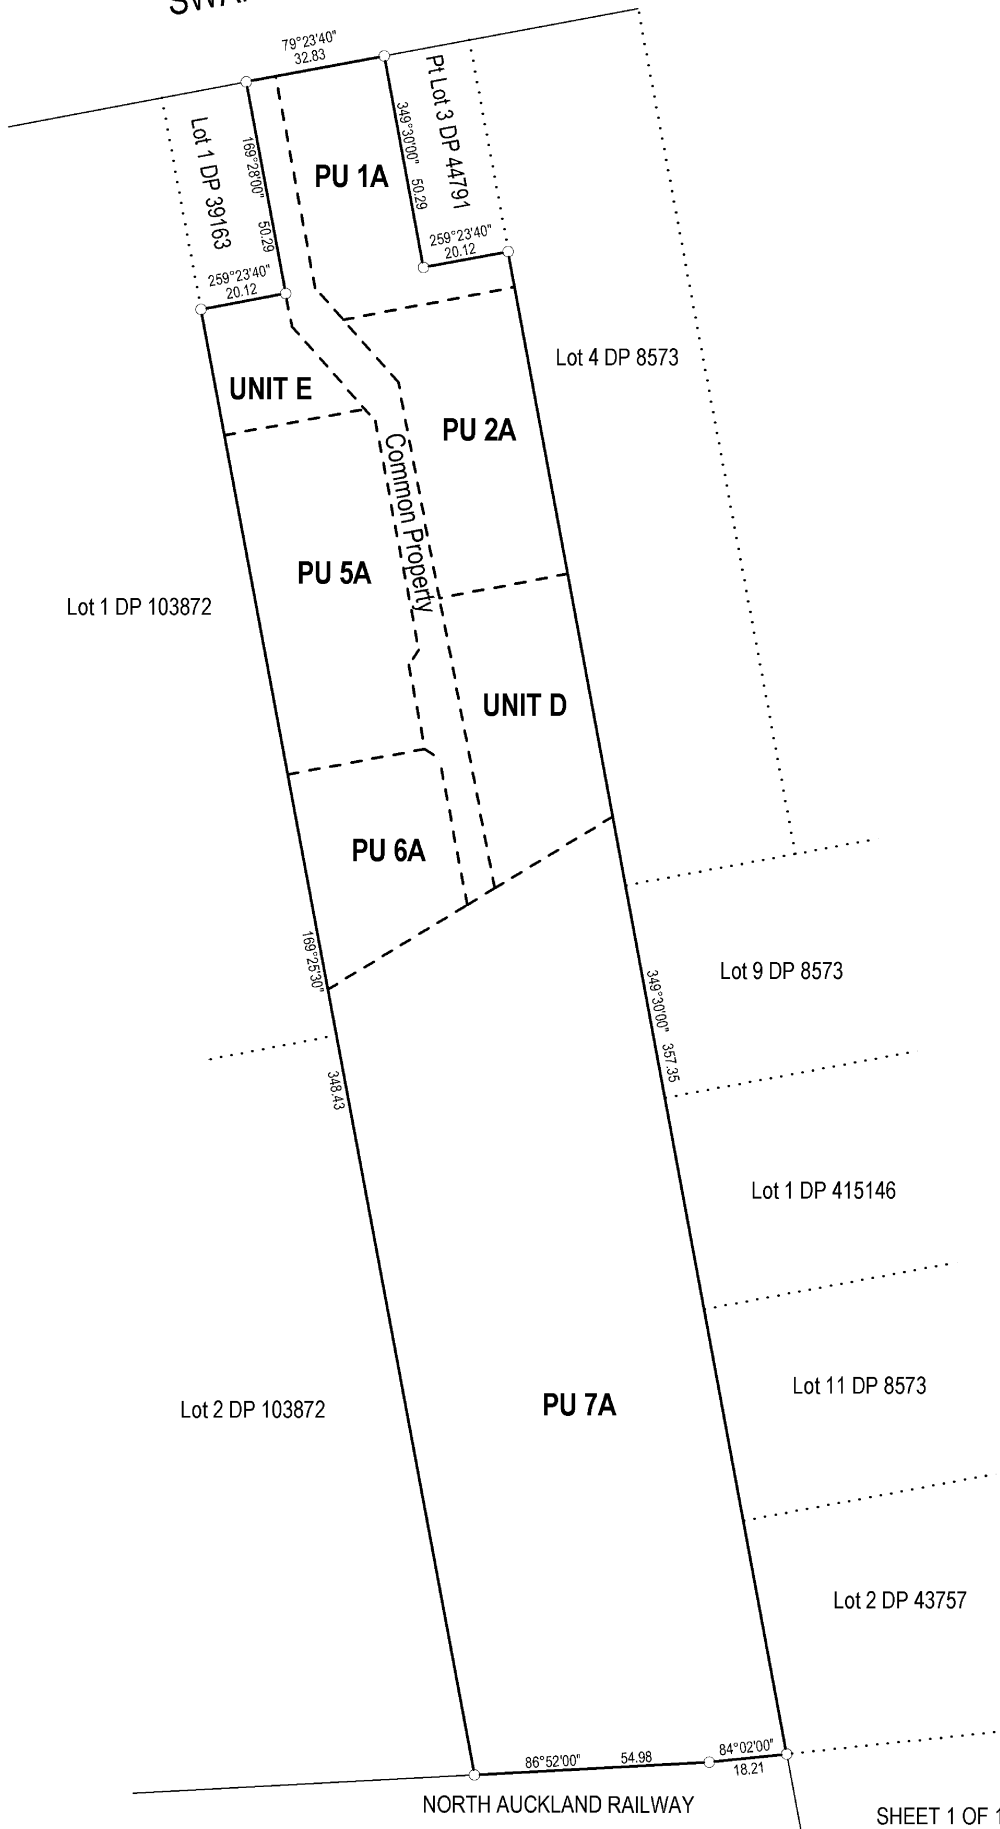 79°23'40"
32.83
Lot 1 DP 39163
169°28'00" 50.29
PU 1A
349°30'00" 50.29
Pt Lot 3 DP 44791
259°23'40"
20.12
259°23'40"
20.12
UNIT E
Lot 4 DP 8573
PU 2A
Common Property
PU 5A
Lot 1 DP 103872
UNIT D
PU 6A
169°25'30" 348.43
349°30'00" 357.35
Lot 9 DP 8573
Lot 1 DP 415146
Lot 11 DP 8573
PU 7A
Lot 2 DP 103872
Lot 2 DP 43757
86°52'00" 54.98
84°02'00"
18.21
NORTH AUCKLAND RAILWAY
SHEET 1 OF 1